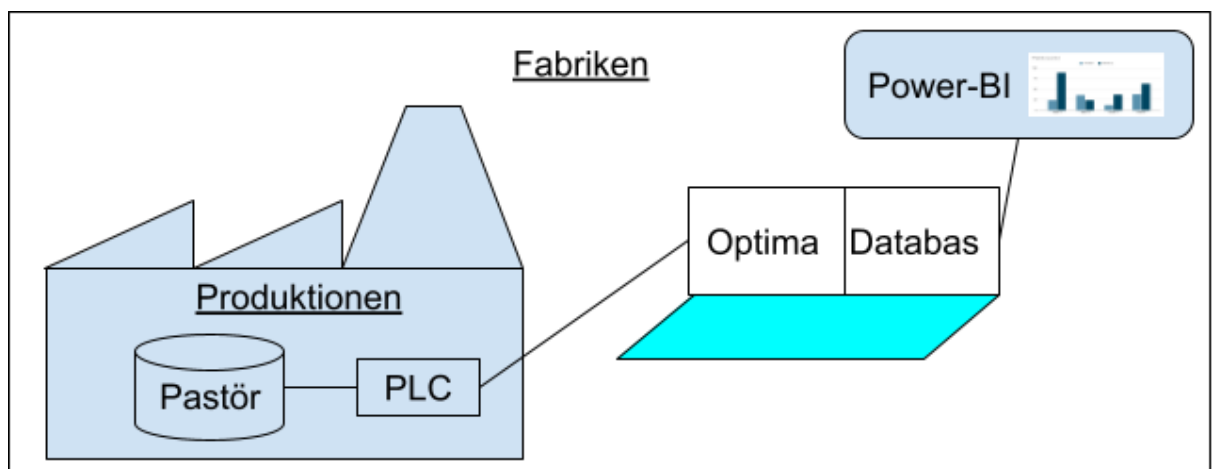 Fabriken
Power-BI
Optima
Databas
Produktionen
Pastör
PLC